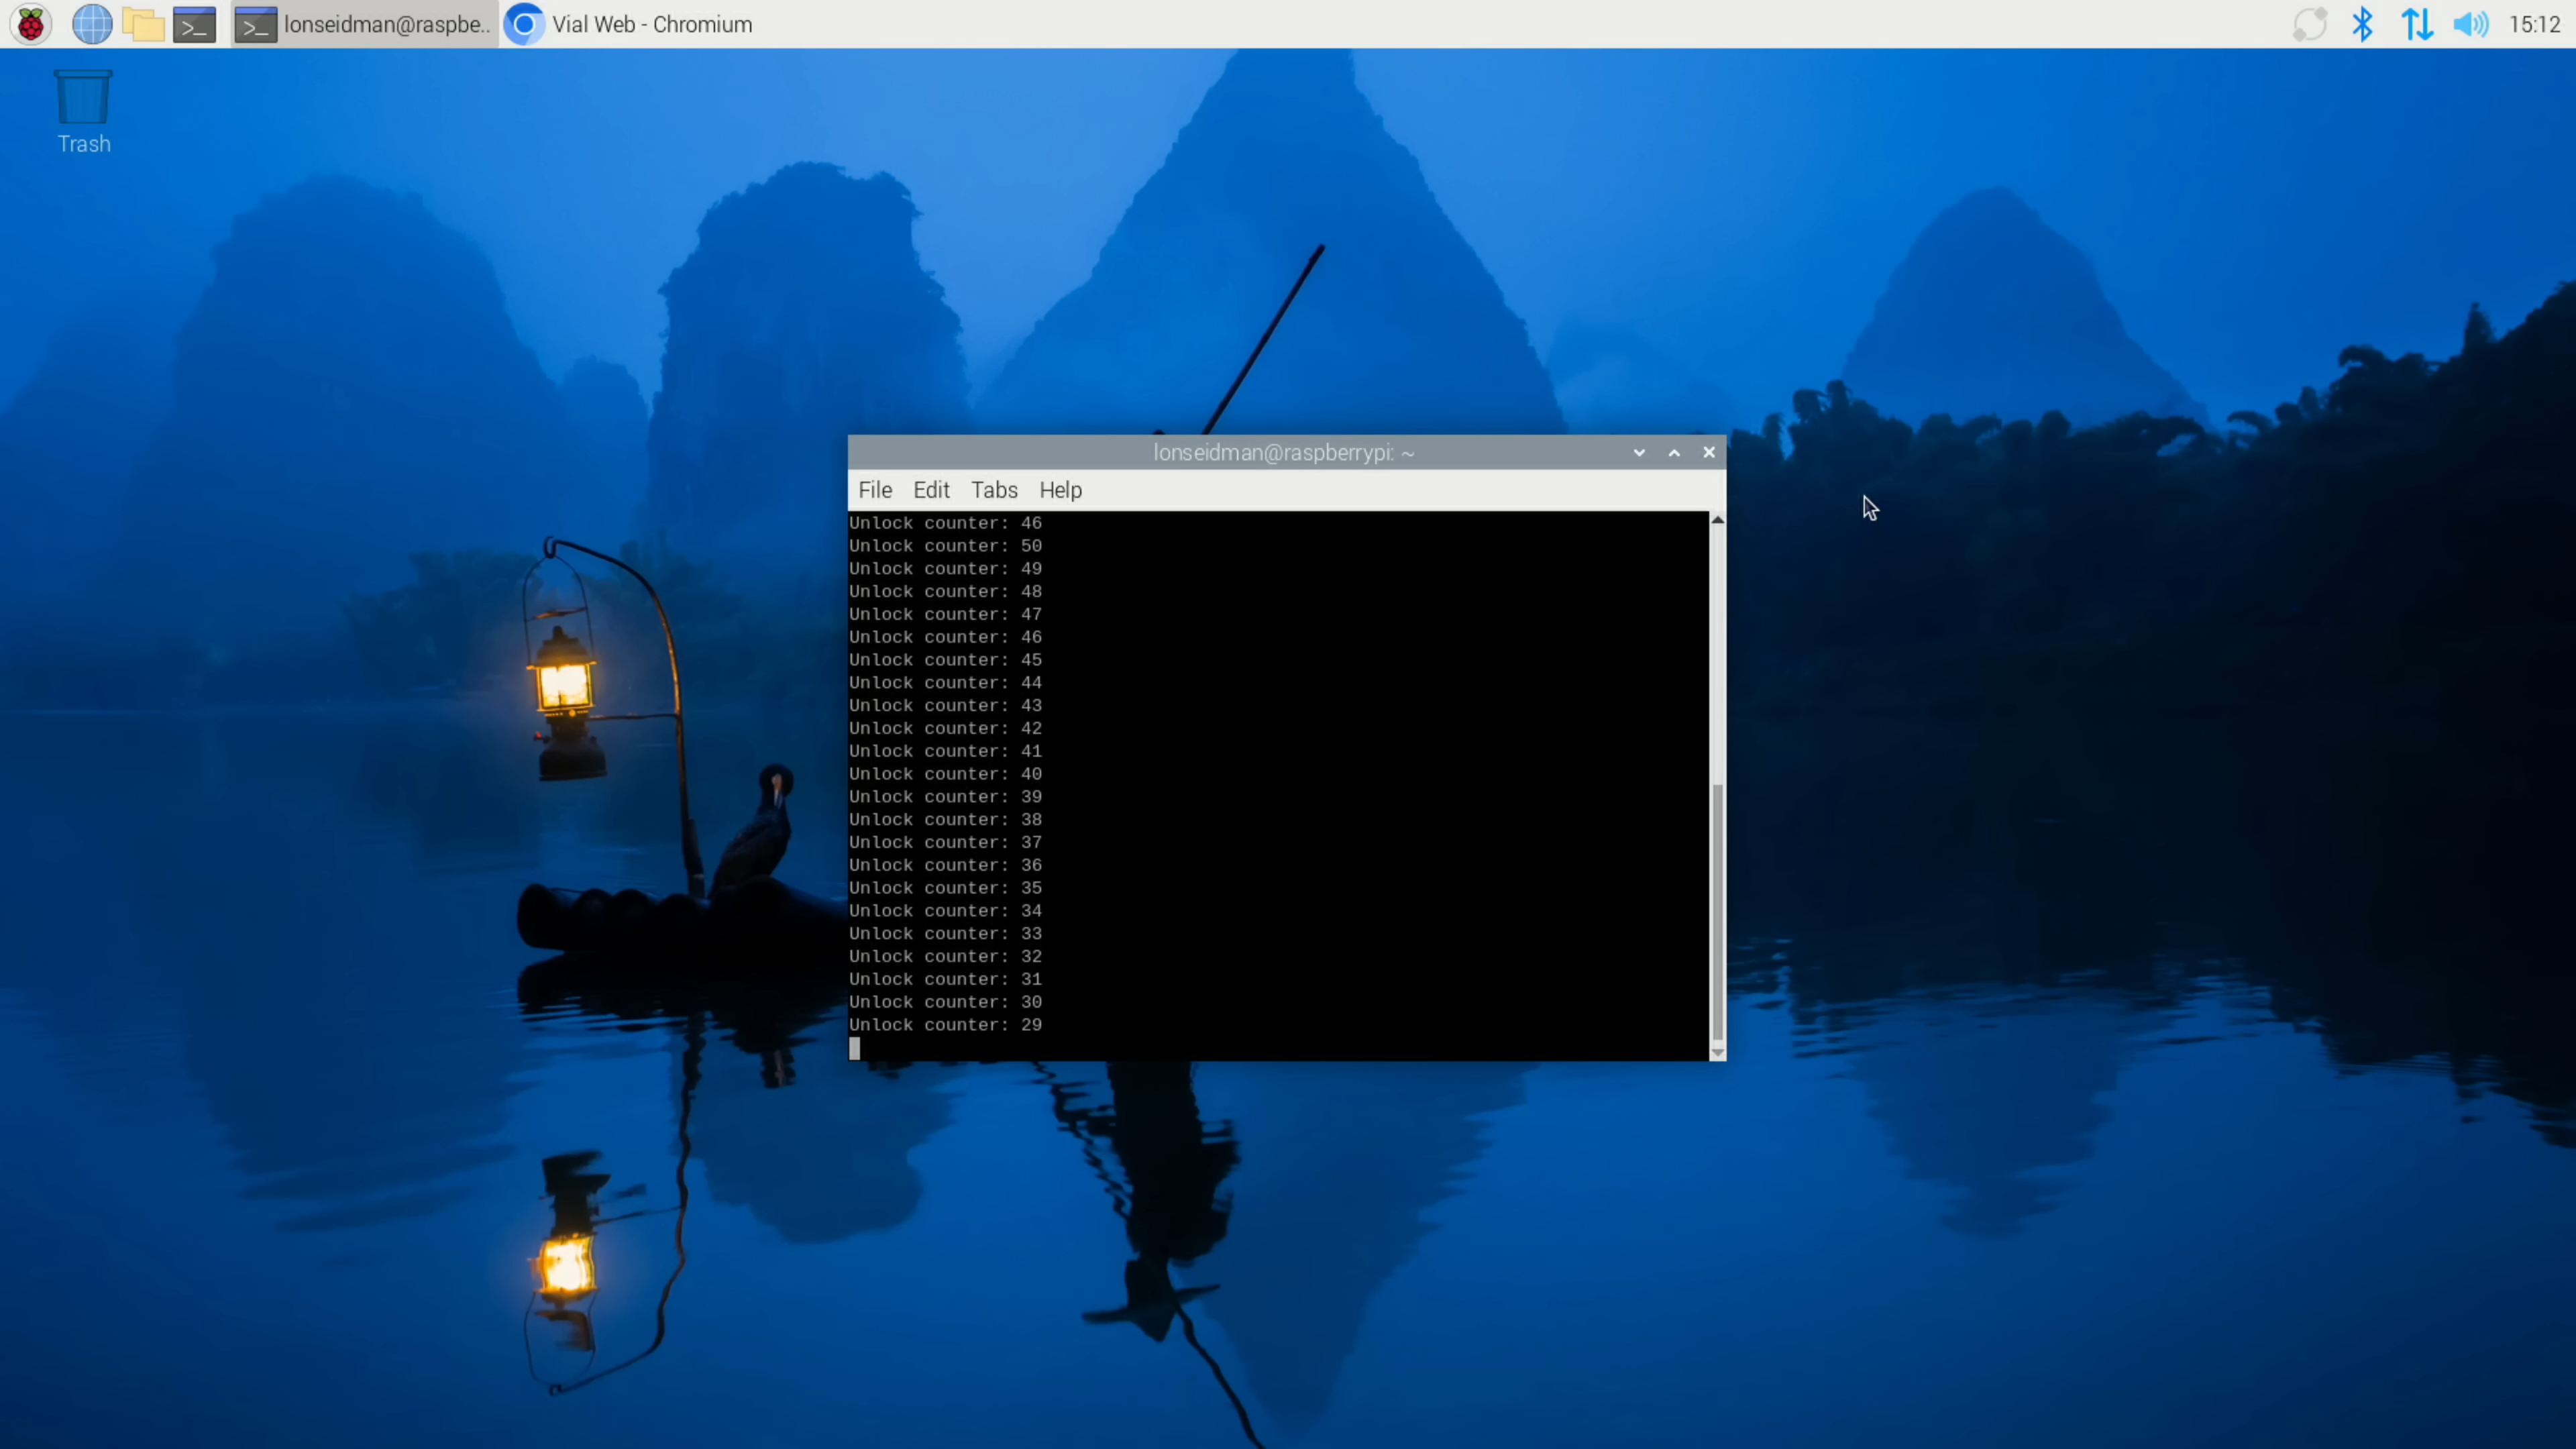 lonseidman@raspbe..
Vial Web - Chromium
15:12
Trash
lonseidman@raspberrypi: ~
File Edit Tabs Help
Unlock counter: 46
Unlock counter: 50
Unlock counter: 49
Unlock counter: 48
Unlock counter: 47
Unlock counter: 46
Unlock counter: 45
Unlock counter: 44
Unlock counter: 43
Unlock counter: 42
Unlock counter: 41
Unlock counter: 40
Unlock counter: 39
Unlock counter: 38
Unlock counter: 37
Unlock counter: 36
Unlock counter: 35
Unlock counter: 34
Unlock counter: 33
Unlock counter: 32
Unlock counter: 31
Unlock counter: 30
Unlock counter: 29